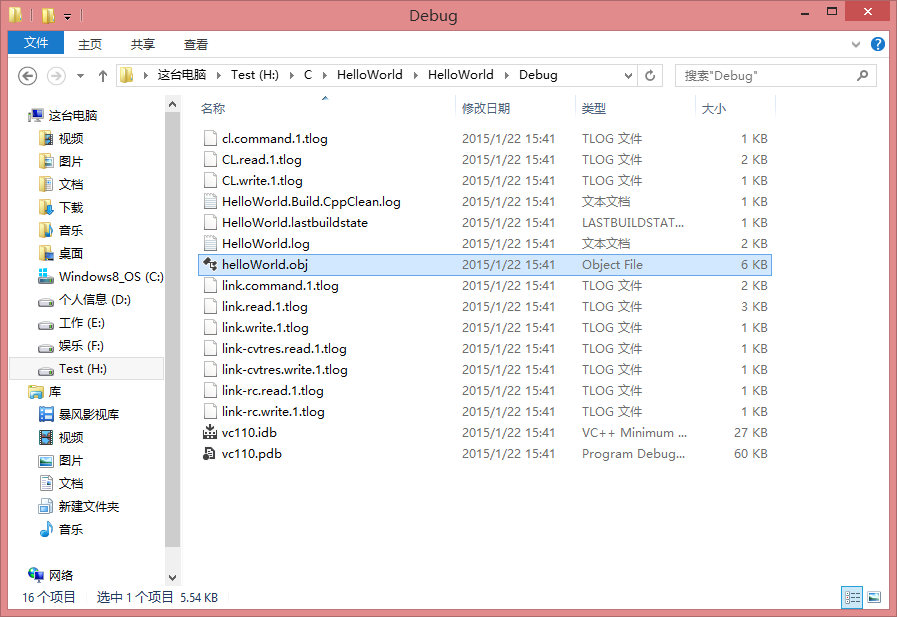 Debug
文件 主页 共享 查看
这台电脑 Test (H:) C HelloWorld HelloWorld Debug 搜索"Debug"
这台电脑
视频
图片
文档
下载
音乐
桌面
Windows8_OS (C:)
个人信息 (D:)
工作 (E:)
娱乐 (F:)
Test (H:)
库
暴风影视库
视频
图片
文档
新建文件夹
音乐
网络
名称 修改日期 类型 大小
cl.command.1.tlog 2015/1/22 15:41 TLOG 文件 1 KB
CL.read.1.tlog 2015/1/22 15:41 TLOG 文件 2 KB
CL.write.1.tlog 2015/1/22 15:41 TLOG 文件 1 KB
HelloWorld.Build.CppClean.log 2015/1/22 15:41 文本文档 1 KB
HelloWorld.lastbuildstate 2015/1/22 15:41 LASTBUILDSTAT... 1 KB
HelloWorld.log 2015/1/22 15:41 文本文档 2 KB
helloWorld.obj 2015/1/22 15:41 Object File 6 KB
link.command.1.tlog 2015/1/22 15:41 TLOG 文件 2 KB
link.read.1.tlog 2015/1/22 15:41 TLOG 文件 3 KB
link.write.1.tlog 2015/1/22 15:41 TLOG 文件 1 KB
link-cvtres.read.1.tlog 2015/1/22 15:41 TLOG 文件 1 KB
link-cvtres.write.1.tlog 2015/1/22 15:41 TLOG 文件 1 KB
link-rc.read.1.tlog 2015/1/22 15:41 TLOG 文件 1 KB
link-rc.write.1.tlog 2015/1/22 15:41 TLOG 文件 1 KB
vc110.idb 2015/1/22 15:41 VC++ Minimum ... 27 KB
vc110.pdb 2015/1/22 15:41 Program Debug... 60 KB
16 个项目 选中 1 个项目 5.54 KB